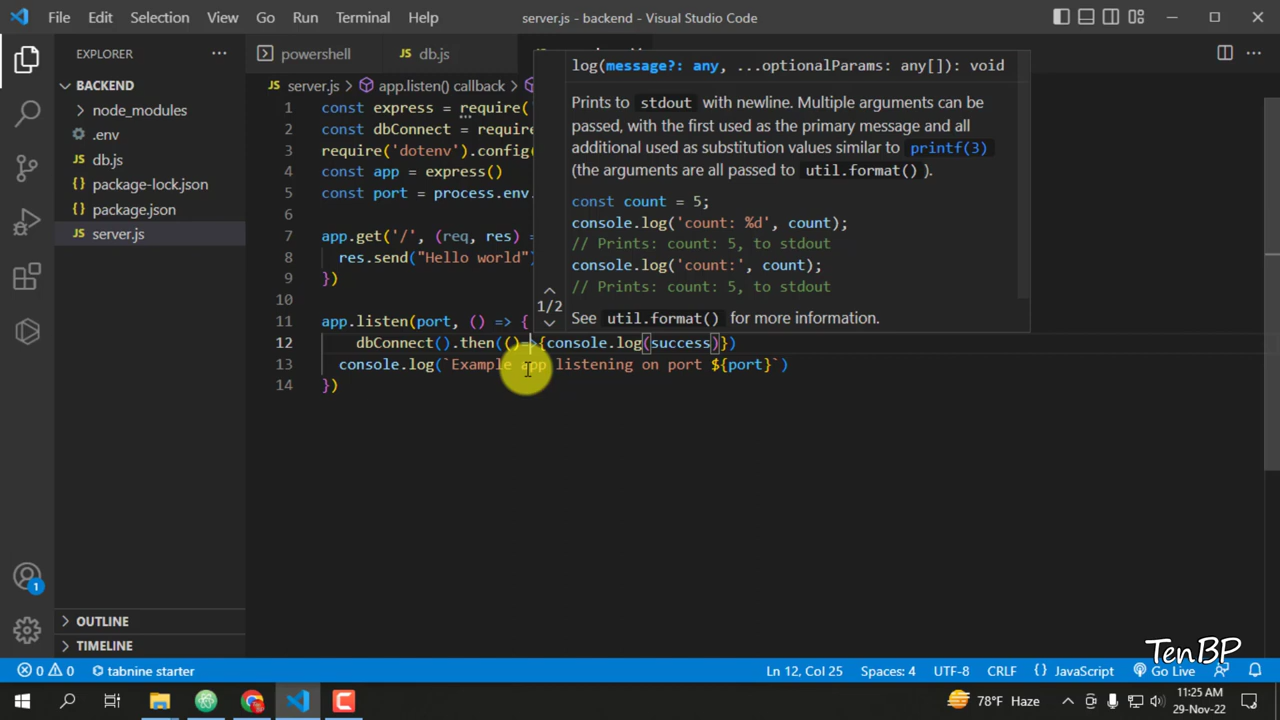 File Edit Selection View Go Run Terminal Help server.js - backend - Visual Studio Code
EXPLORER
powershell
JS db.js
BACKEND
node_modules
.env
JS db.js
{} package-lock.json
{} package.json
JS server.js
JS server.js > app.listen() callback
1 const express = require('
2 const dbConnect = require
3 require('dotenv').config(
4 const app = express()
5 const port = process.env.
6
7 app.get('/', (req, res) =
8 res.send("Hello world")
9 })
10
11 app.listen(port, () => {
12 dbConnect().then(()=>{console.log(success)})
13 console.log(`Example app listening on port ${port}`)
14 })
log(message?: any, ...optionalParams: any[]): void
Prints to stdout with newline. Multiple arguments can be
passed, with the first used as the primary message and all
additional used as substitution values similar to printf(3)
(the arguments are all passed to util.format() ).
const count = 5;
console.log('count: %d', count);
// Prints: count: 5, to stdout
console.log('count:', count);
// Prints: count: 5, to stdout
1/2
See util.format() for more information.
1
OUTLINE
TIMELINE
TenBP
0 0 tabnine starter Ln 12, Col 25 Spaces: 4 UTF-8 CRLF {} JavaScript Go Live
78°F Haze
11:25 AM
29-Nov-22